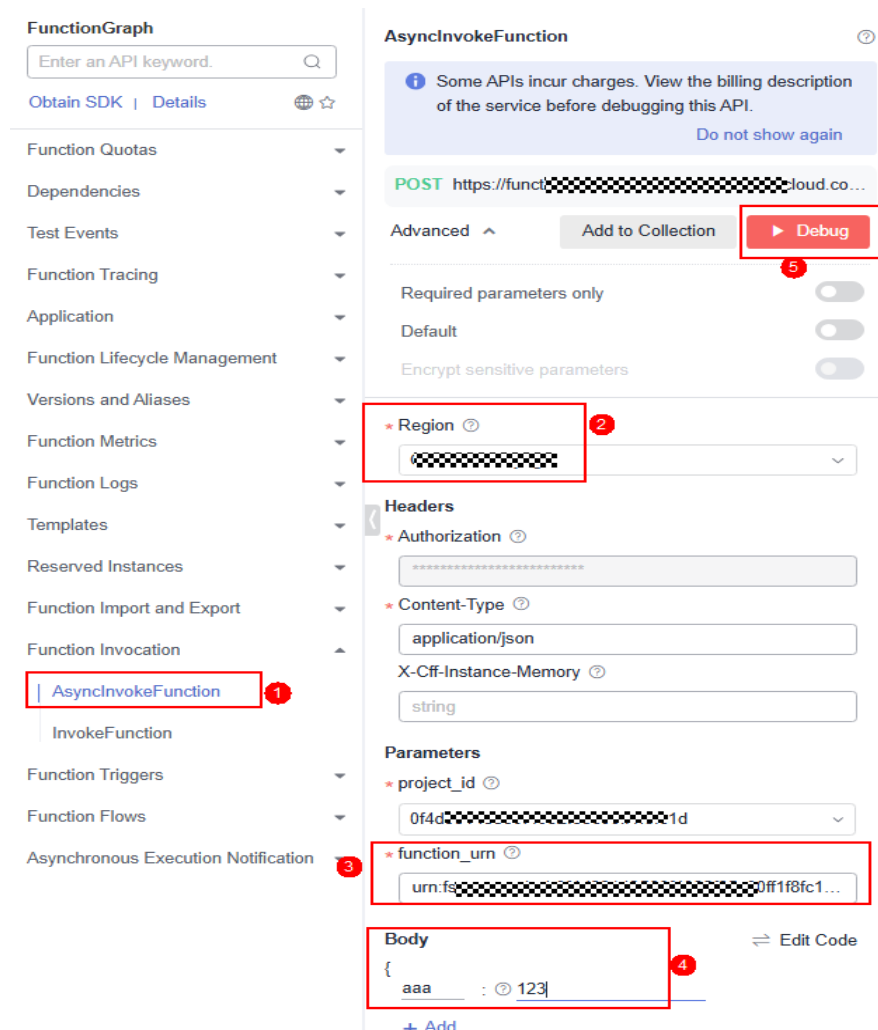 FunctionGraph
Enter an API keyword.
Obtain SDK | Details
Function Quotas
Dependencies
Test Events
Function Tracing
Application
Function Lifecycle Management
Versions and Aliases
Function Metrics
Function Logs
Templates
Reserved Instances
Function Import and Export
Function Invocation
AsyncInvokeFunction
1
InvokeFunction
Function Triggers
Function Flows
Asynchronous Execution Notification
AsyncInvokeFunction
Some APIs incur charges. View the billing description
of the service before debugging this API.
Do not show again
POST https://funct cloud.co...
Advanced Add to Collection Debug
5
Required parameters only
Default
Encrypt sensitive parameters
* Region
2
Headers
* Authorization
*************************
* Content-Type
application/json
X-Cff-Instance-Memory
string
Parameters
* project_id
0f4d 1d
3
* function_urn
urn:fs 0ff1f8fc1...
Body Edit Code
4
{
aaa : 123
+ Add